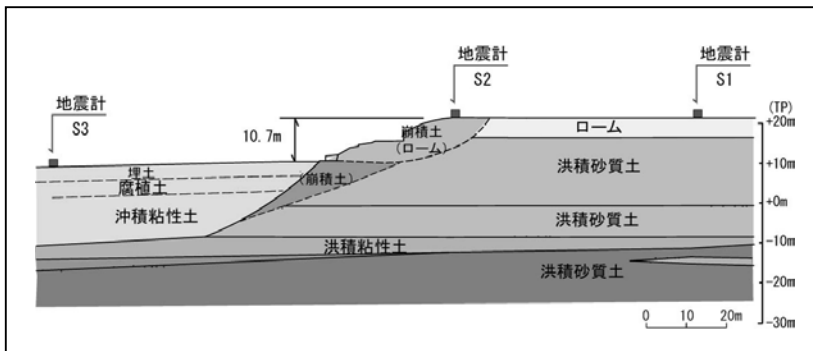 地震計
S2
地震計
S1
地震計
S3
(TP)
+20m
10.7m
崩積土
(ローム)
ローム
埋土
腐植土
(崩積土)
洪積砂質土
+10m
沖積粘性土
+0m
洪積砂質土
-10m
洪積粘性土
洪積砂質土
-20m
0 10 20m
-30m